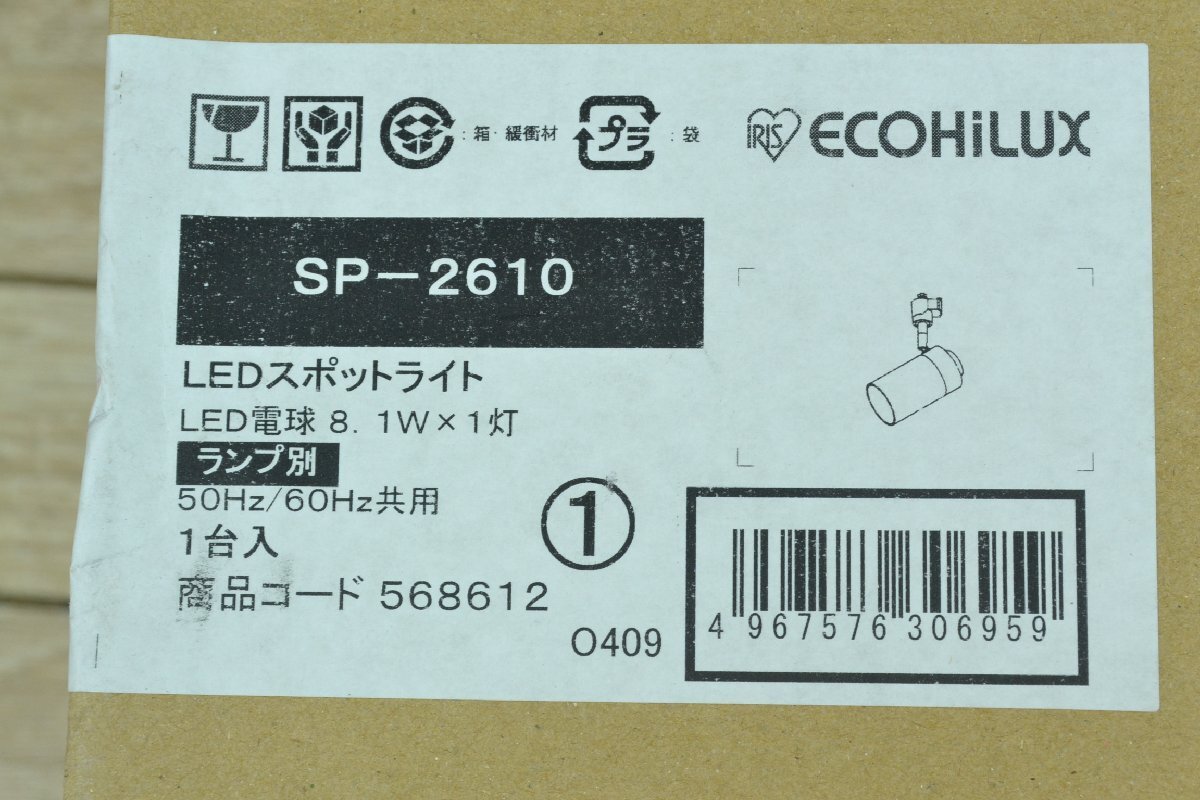 :箱・緩衝材
プラ :袋
IRIS ECOHiLUX
SP-2610
LEDスポットライト
LED電球 8.1W×1灯
ランプ別
50Hz/60Hz共用
1台入
①
商品コード 568612
O409
4 967576 306959